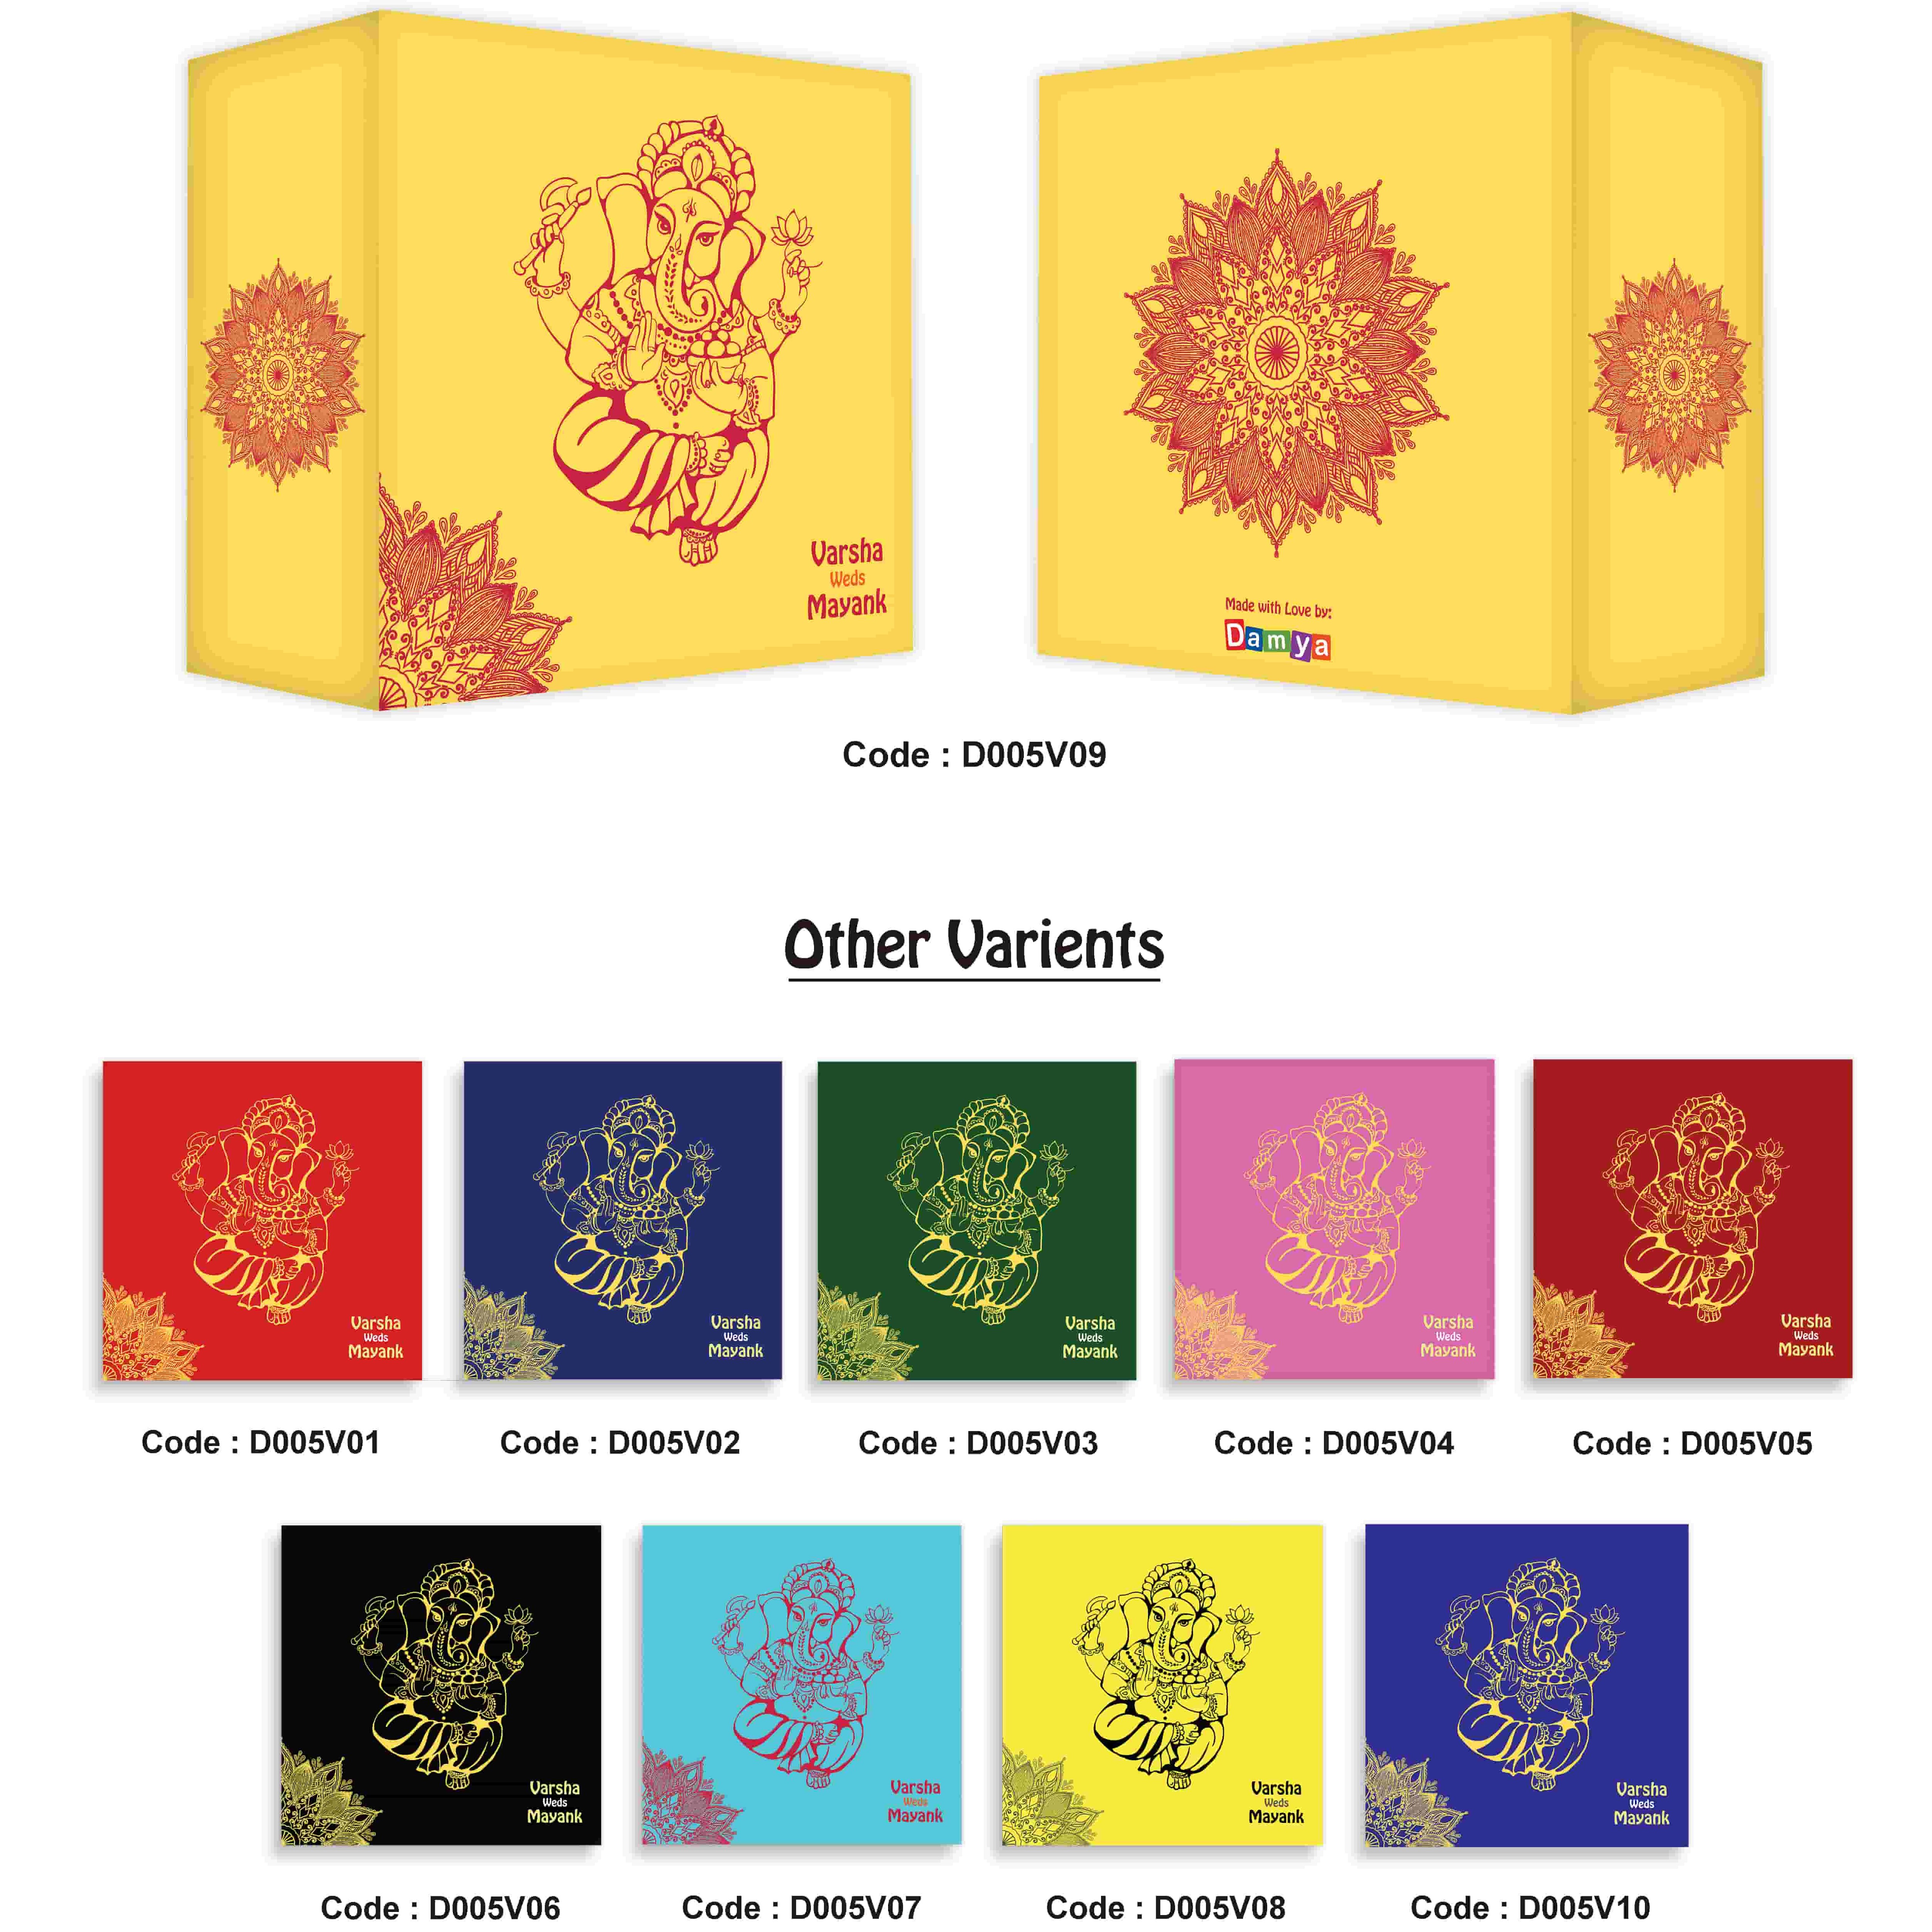 Varsha
Weds
Mayank
Made with Love by:
Damya
Code : D005V09
Other Varients
Varsha
Weds
Mayank
Varsha
Weds
Mayank
Varsha
Weds
Mayank
Varsha
Weds
Mayank
Varsha
Weds
Mayank
Code : D005V01
Code : D005V02
Code : D005V03
Code : D005V04
Code : D005V05
Varsha
Weds
Mayank
Varsha
Weds
Mayank
Varsha
Weds
Mayank
Varsha
Weds
Mayank
Code : D005V06
Code : D005V07
Code : D005V08
Code : D005V10